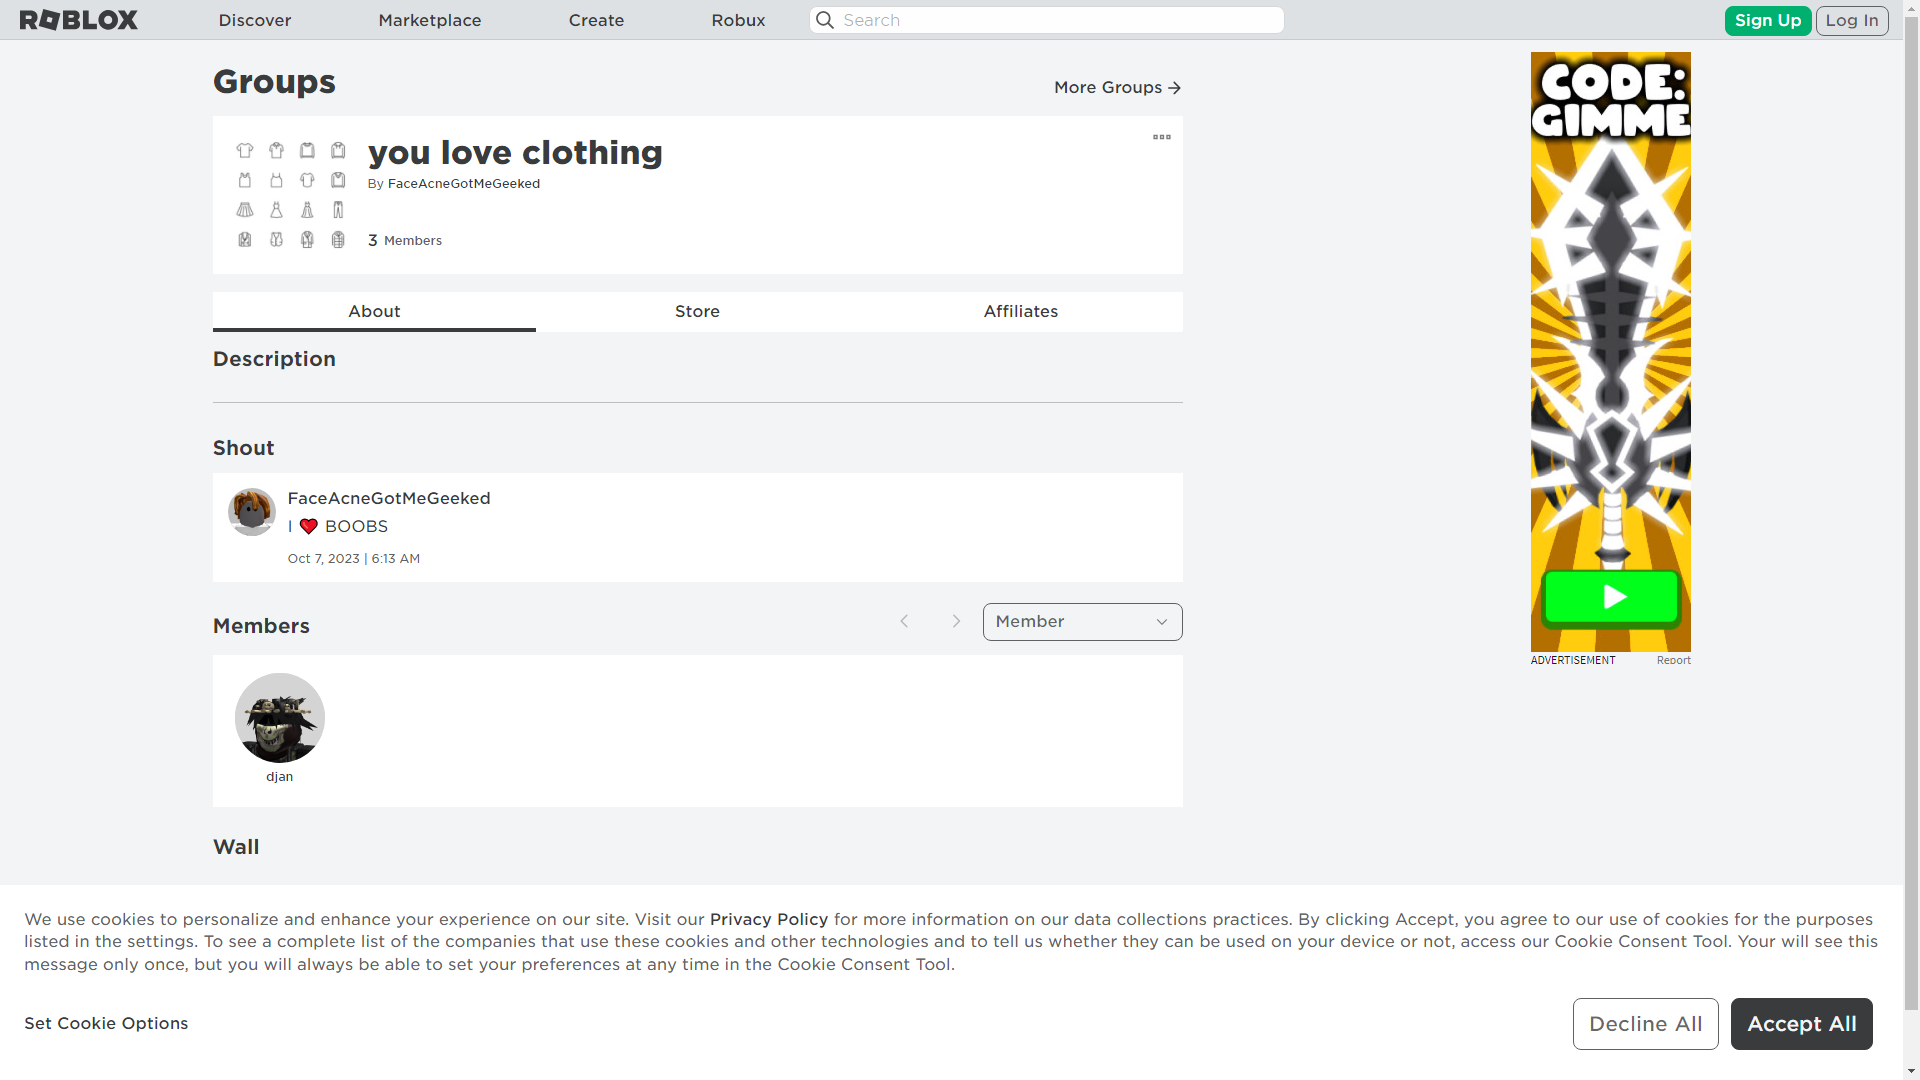 ROBLOX
Discover
Marketplace
Create
Robux
Search
Sign Up
Log In
Groups
More Groups →
you love clothing
By FaceAcneGotMeGeeked
3 Members
About
Store
Affiliates
Description
Shout
FaceAcneGotMeGeeked
I ❤️ BOOBS
Oct 7, 2023 | 6:13 AM
Members
Member
djan
Wall
CODE:
GIMME
ADVERTISEMENT
Report
We use cookies to personalize and enhance your experience on our site. Visit our Privacy Policy for more information on our data collections practices. By clicking Accept, you agree to our use of cookies for the purposes
listed in the settings. To see a complete list of the companies that use these cookies and other technologies and to tell us whether they can be used on your device or not, access our Cookie Consent Tool. Your will see this
message only once, but you will always be able to set your preferences at any time in the Cookie Consent Tool.
Set Cookie Options
Decline All
Accept All